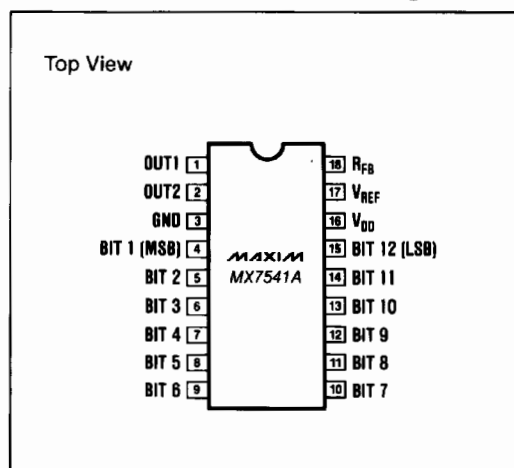 Top View
OUT1 1
OUT2 2
GND 3
BIT 1 (MSB) 4
BIT 2 5
BIT 3 6
BIT 4 7
BIT 5 8
BIT 6 9
MAXIM
MX7541A
18 RFB
17 VREF
16 VDD
15 BIT 12 (LSB)
14 BIT 11
13 BIT 10
12 BIT 9
11 BIT 8
10 BIT 7